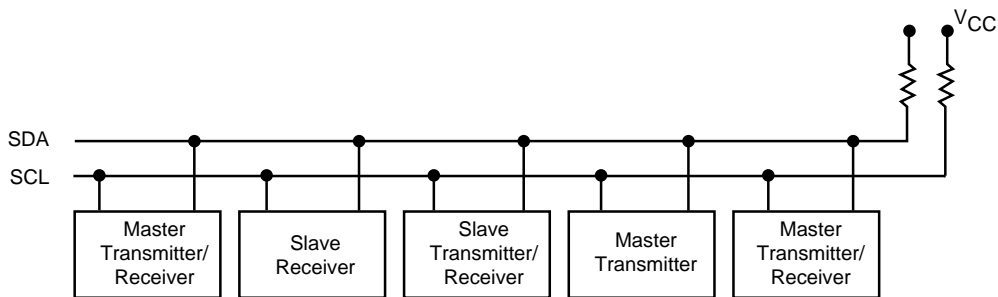 VCC
SDA
SCL
Master
Transmitter/
Receiver
Slave
Receiver
Slave
Transmitter/
Receiver
Master
Transmitter
Master
Transmitter/
Receiver